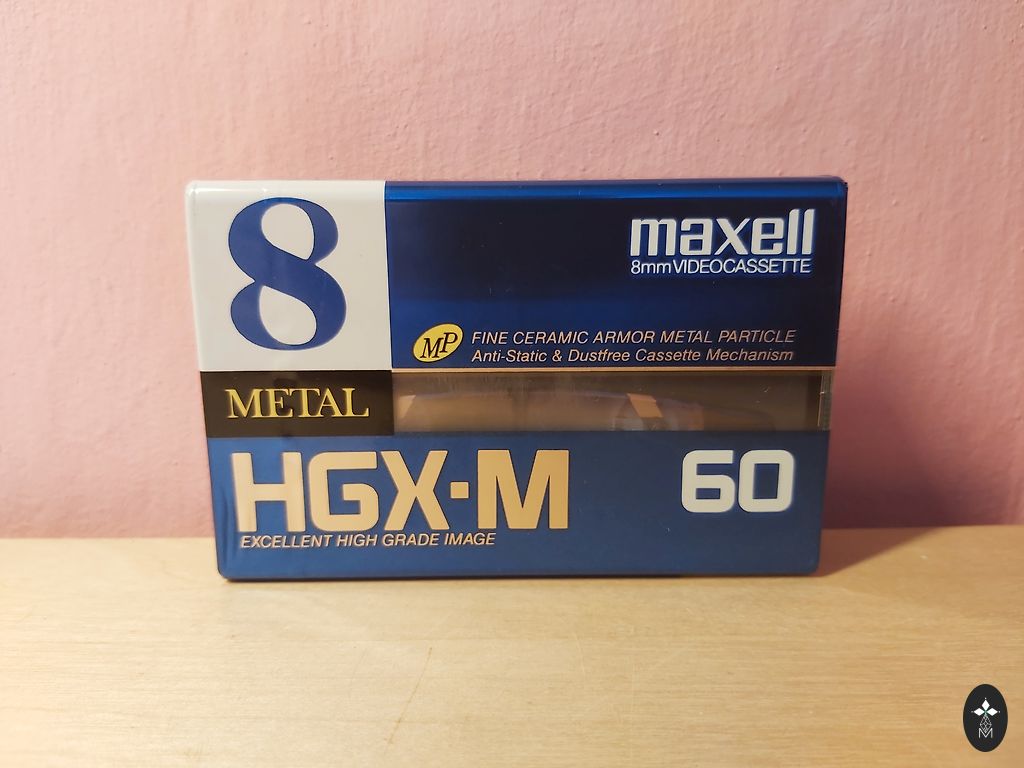 8
maxell
8mm VIDEOCASSETTE
MP FINE CERAMIC ARMOR METAL PARTICLE
Anti-Static & Dustfree Cassette Mechanism
METAL
HGX·M 60
EXCELLENT HIGH GRADE IMAGE
M